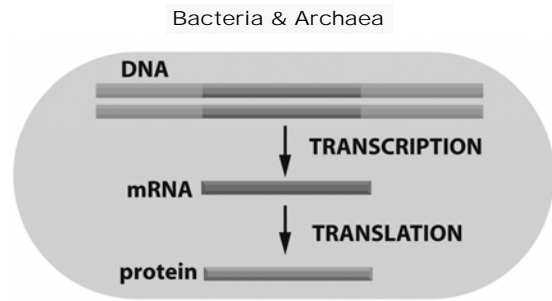 Bacteria & Archaea
DNA
TRANSCRIPTION
mRNA
TRANSLATION
protein